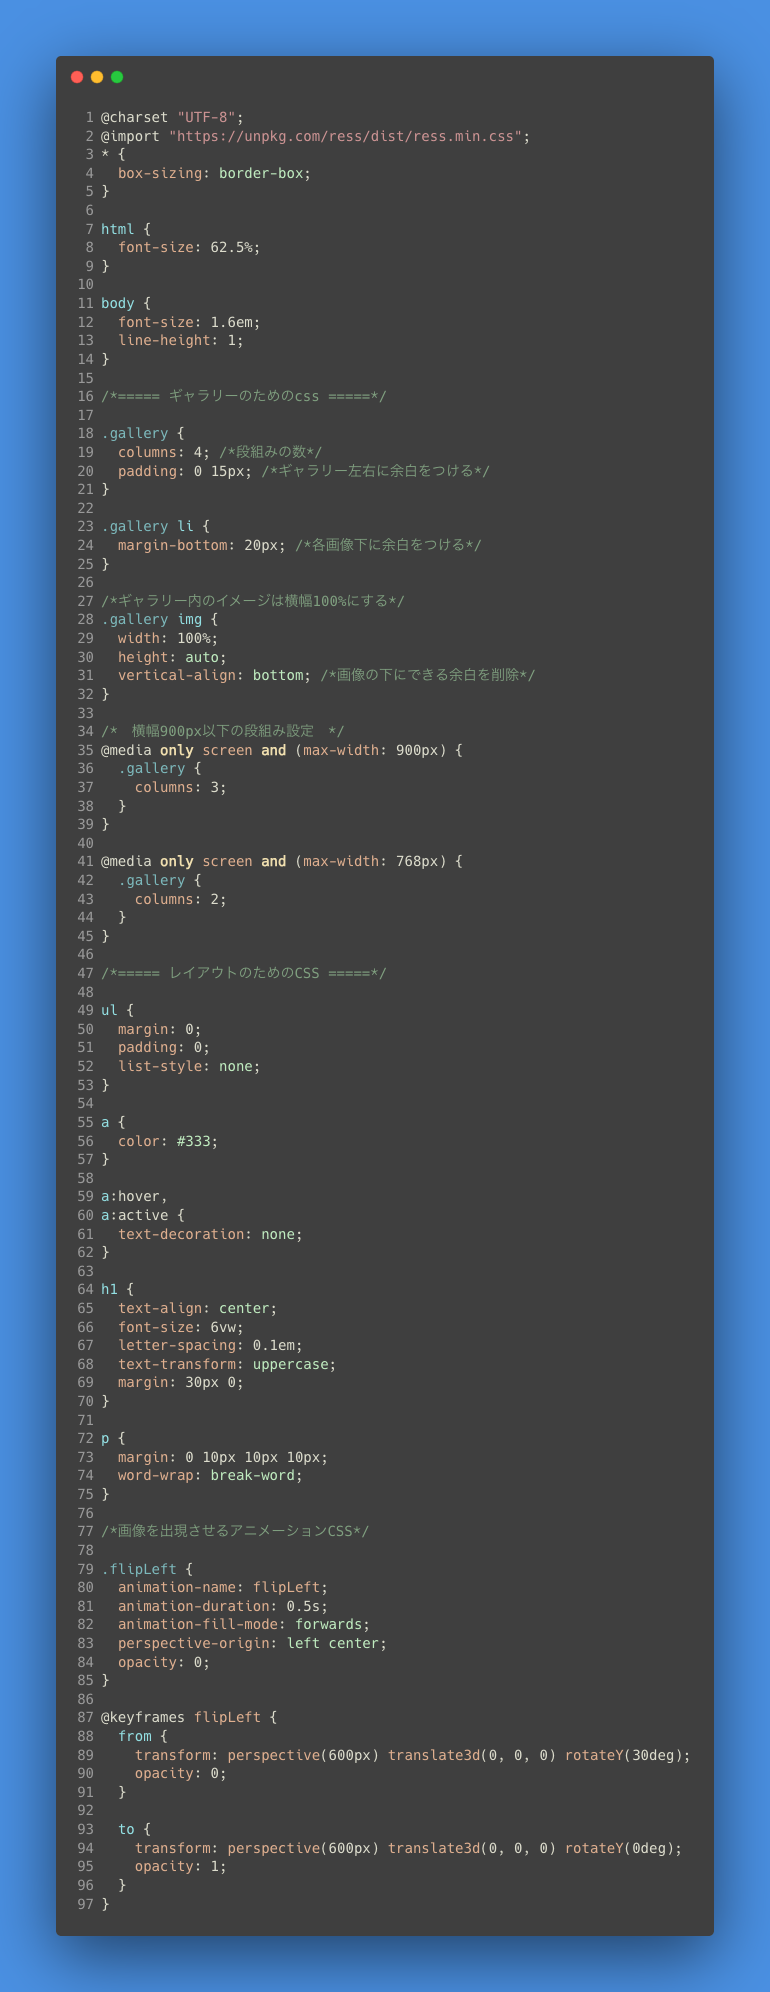 1 @charset "UTF-8";
2 @import "https://unpkg.com/ress/dist/ress.min.css";
3 * {
4   box-sizing: border-box;
5 }
6
7 html {
8   font-size: 62.5%;
9 }
10
11 body {
12   font-size: 1.6em;
13   line-height: 1;
14 }
15
16 /*===== ギャラリーのためのcss =====*/
17
18 .gallery {
19   columns: 4; /*段組みの数*/
20   padding: 0 15px; /*ギャラリー左右に余白をつける*/
21 }
22
23 .gallery li {
24   margin-bottom: 20px; /*各画像下に余白をつける*/
25 }
26
27 /*ギャラリー内のイメージは横幅100%にする*/
28 .gallery img {
29   width: 100%;
30   height: auto;
31   vertical-align: bottom; /*画像の下にできる余白を削除*/
32 }
33
34 /*　横幅900px以下の段組み設定　*/
35 @media only screen and (max-width: 900px) {
36   .gallery {
37     columns: 3;
38   }
39 }
40
41 @media only screen and (max-width: 768px) {
42   .gallery {
43     columns: 2;
44   }
45 }
46
47 /*===== レイアウトのためのCSS =====*/
48
49 ul {
50   margin: 0;
51   padding: 0;
52   list-style: none;
53 }
54
55 a {
56   color: #333;
57 }
58
59 a:hover,
60 a:active {
61   text-decoration: none;
62 }
63
64 h1 {
65   text-align: center;
66   font-size: 6vw;
67   letter-spacing: 0.1em;
68   text-transform: uppercase;
69   margin: 30px 0;
70 }
71
72 p {
73   margin: 0 10px 10px 10px;
74   word-wrap: break-word;
75 }
76
77 /*画像を出現させるアニメーションCSS*/
78
79 .flipLeft {
80   animation-name: flipLeft;
81   animation-duration: 0.5s;
82   animation-fill-mode: forwards;
83   perspective-origin: left center;
84   opacity: 0;
85 }
86
87 @keyframes flipLeft {
88   from {
89     transform: perspective(600px) translate3d(0, 0, 0) rotateY(30deg);
90     opacity: 0;
91   }
92
93   to {
94     transform: perspective(600px) translate3d(0, 0, 0) rotateY(0deg);
95     opacity: 1;
96   }
97 }